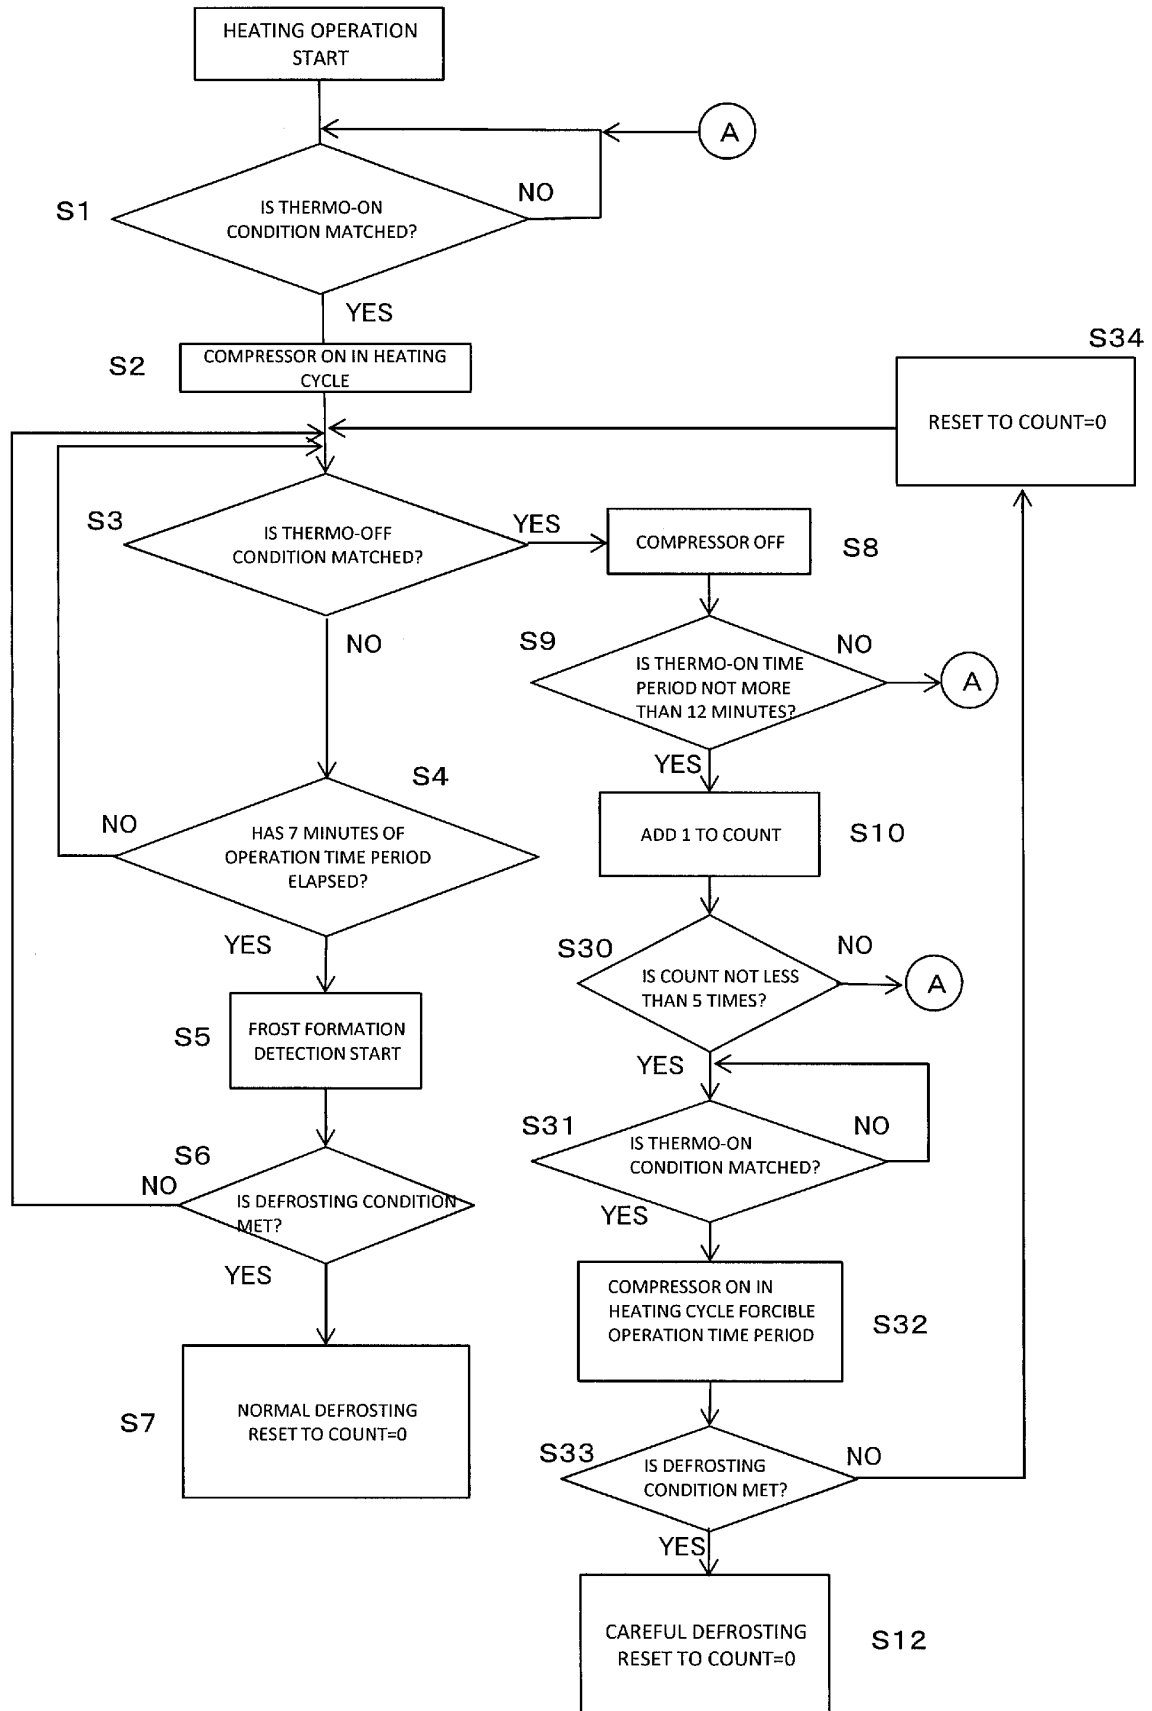 HEATING OPERATION
START
A
S1
IS THERMO-ON
CONDITION MATCHED?
NO
YES
S2
COMPRESSOR ON IN HEATING
CYCLE
S34
RESET TO COUNT=0
S3
IS THERMO-OFF
CONDITION MATCHED?
YES
NO
COMPRESSOR OFF
S8
S9
IS THERMO-ON TIME
PERIOD NOT MORE
THAN 12 MINUTES?
NO
A
YES
S4
HAS 7 MINUTES OF
OPERATION TIME PERIOD
ELAPSED?
NO
YES
ADD 1 TO COUNT
S10
S30
IS COUNT NOT LESS
THAN 5 TIMES?
NO
A
YES
S5
FROST FORMATION
DETECTION START
S31
IS THERMO-ON
CONDITION MATCHED?
NO
YES
S6
NO
IS DEFROSTING CONDITION
MET?
YES
COMPRESSOR ON IN
HEATING CYCLE FORCIBLE
OPERATION TIME PERIOD
S32
S7
NORMAL DEFROSTING
RESET TO COUNT=0
S33
IS DEFROSTING
CONDITION MET?
NO
YES
CAREFUL DEFROSTING
RESET TO COUNT=0
S12